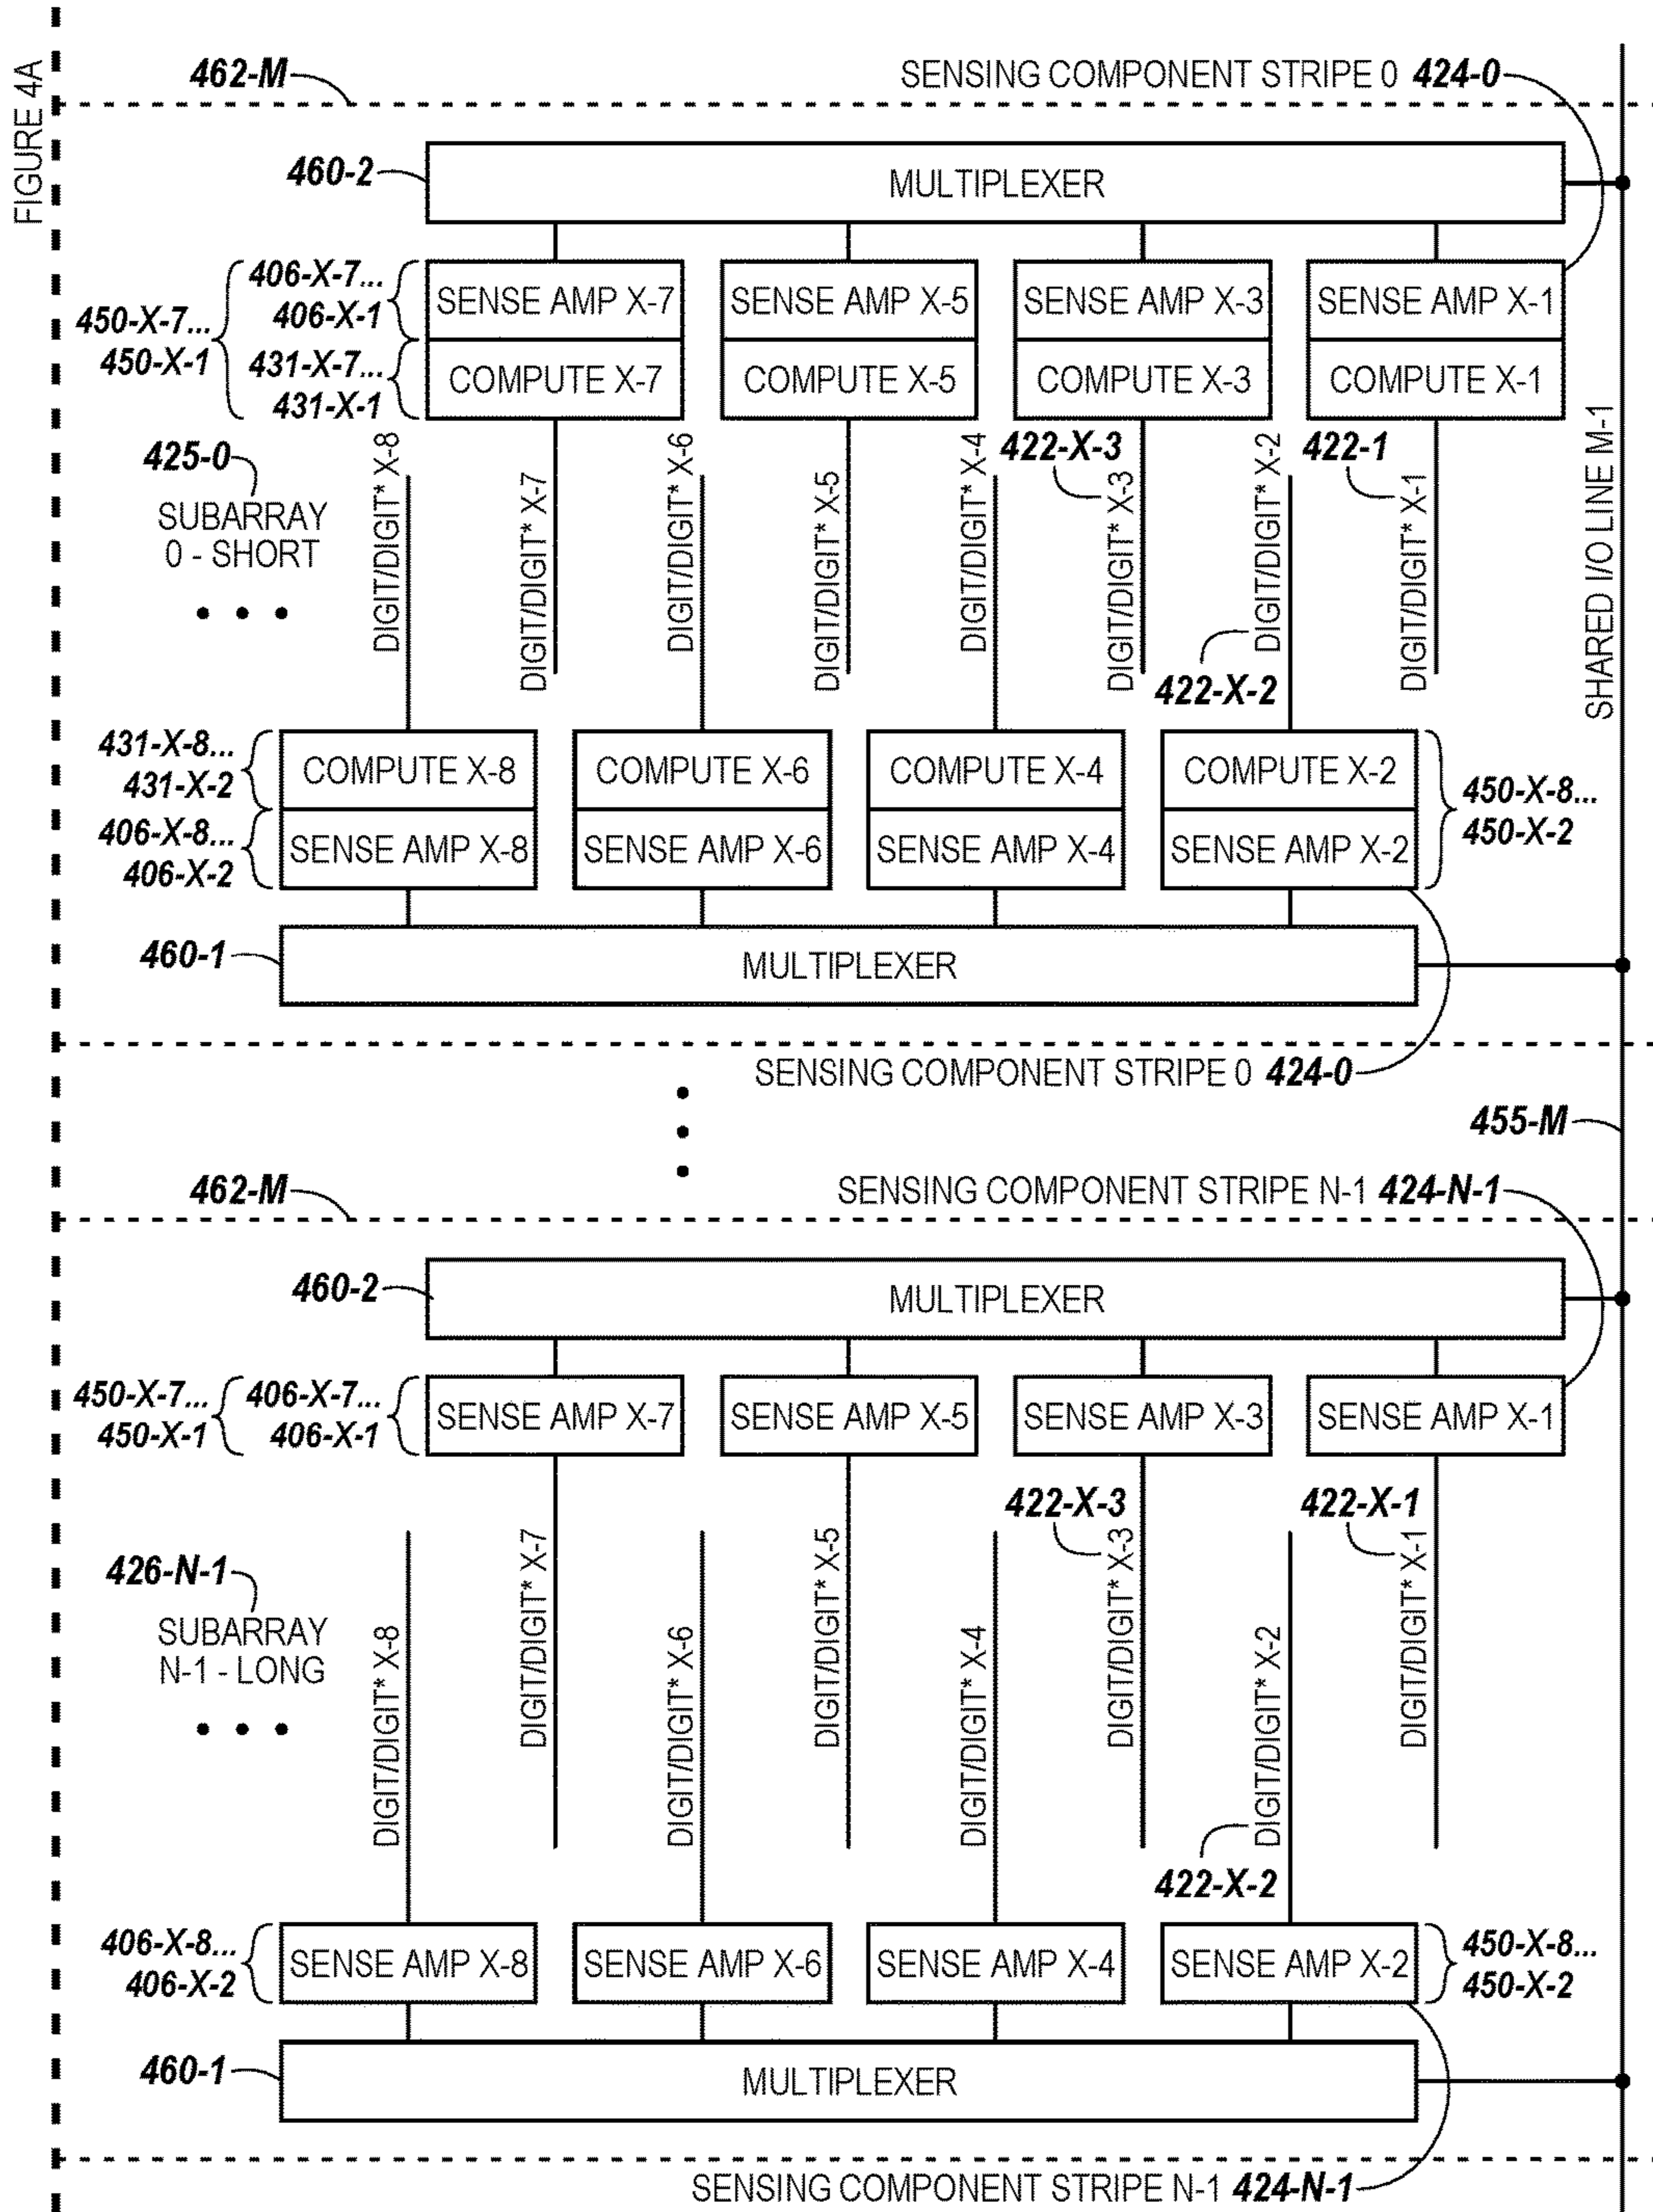 FIGURE 4A
462-M
SENSING COMPONENT STRIPE 0 424-0
460-2
MULTIPLEXER
450-X-7...
450-X-1
406-X-7...
406-X-1
431-X-7...
431-X-1
SENSE AMP X-7
SENSE AMP X-5
SENSE AMP X-3
SENSE AMP X-1
COMPUTE X-7
COMPUTE X-5
COMPUTE X-3
COMPUTE X-1
425-0
SUBARRAY
0 - SHORT
• • •
DIGIT/DIGIT* X-8
DIGIT/DIGIT* X-7
DIGIT/DIGIT* X-6
DIGIT/DIGIT* X-5
DIGIT/DIGIT* X-4
422-X-3
DIGIT/DIGIT* X-3
DIGIT/DIGIT* X-2
422-X-2
422-1
DIGIT/DIGIT* X-1
SHARED I/O LINE M-1
431-X-8...
431-X-2
406-X-8...
406-X-2
COMPUTE X-8
COMPUTE X-6
COMPUTE X-4
COMPUTE X-2
SENSE AMP X-8
SENSE AMP X-6
SENSE AMP X-4
SENSE AMP X-2
450-X-8...
450-X-2
460-1
MULTIPLEXER
SENSING COMPONENT STRIPE 0 424-0
455-M
462-M
SENSING COMPONENT STRIPE N-1 424-N-1
460-2
MULTIPLEXER
450-X-7...
450-X-1
406-X-7...
406-X-1
SENSE AMP X-7
SENSE AMP X-5
SENSE AMP X-3
SENSE AMP X-1
426-N-1
SUBARRAY
N-1 - LONG
• • •
DIGIT/DIGIT* X-8
DIGIT/DIGIT* X-7
DIGIT/DIGIT* X-6
DIGIT/DIGIT* X-5
DIGIT/DIGIT* X-4
422-X-3
DIGIT/DIGIT* X-3
DIGIT/DIGIT* X-2
422-X-2
422-X-1
DIGIT/DIGIT* X-1
406-X-8...
406-X-2
SENSE AMP X-8
SENSE AMP X-6
SENSE AMP X-4
SENSE AMP X-2
450-X-8...
450-X-2
460-1
MULTIPLEXER
SENSING COMPONENT STRIPE N-1 424-N-1